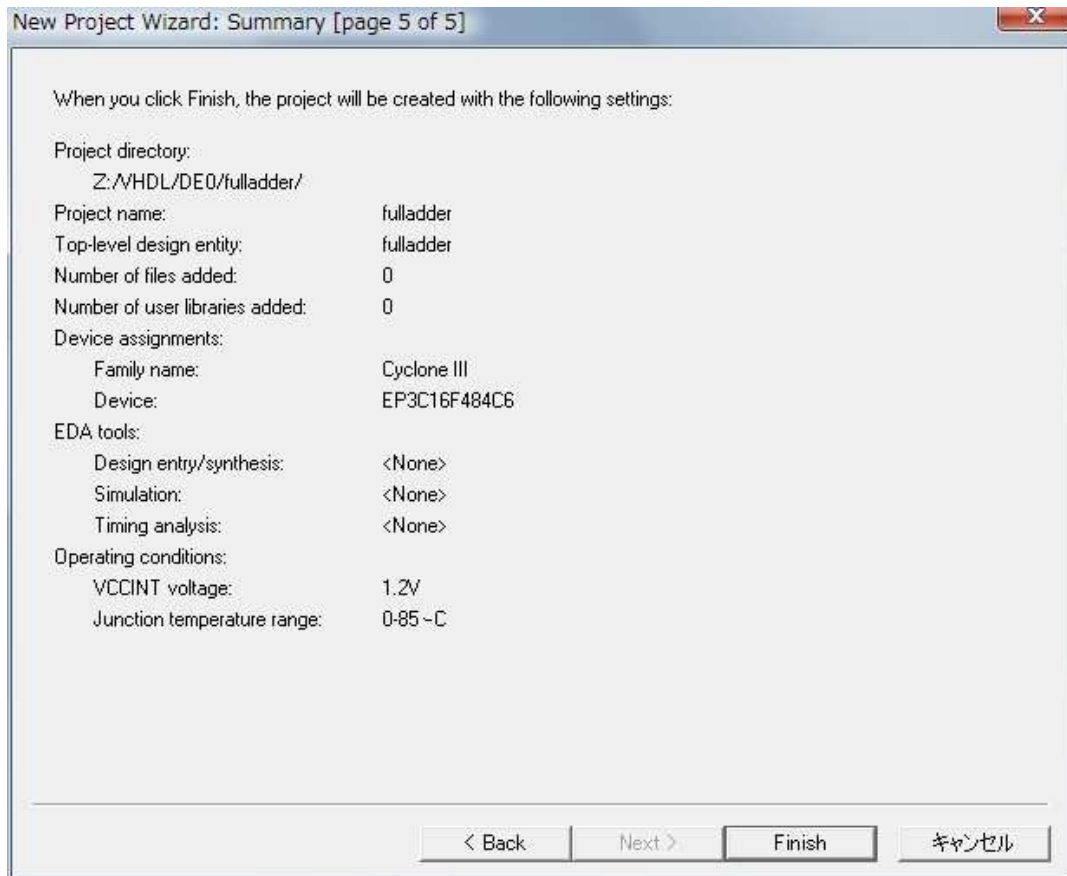 New Project Wizard: Summary [page 5 of 5]
When you click Finish, the project will be created with the following settings:
Project directory:
Z:/VHDL/DE0/fulladder/
Project name: fulladder
Top-level design entity: fulladder
Number of files added: 0
Number of user libraries added: 0
Device assignments:
Family name: Cyclone III
Device: EP3C16F484C6
EDA tools:
Design entry/synthesis: <None>
Simulation: <None>
Timing analysis: <None>
Operating conditions:
VCCINT voltage: 1.2V
Junction temperature range: 0-85 ~C
< Back Next > Finish キャンセル